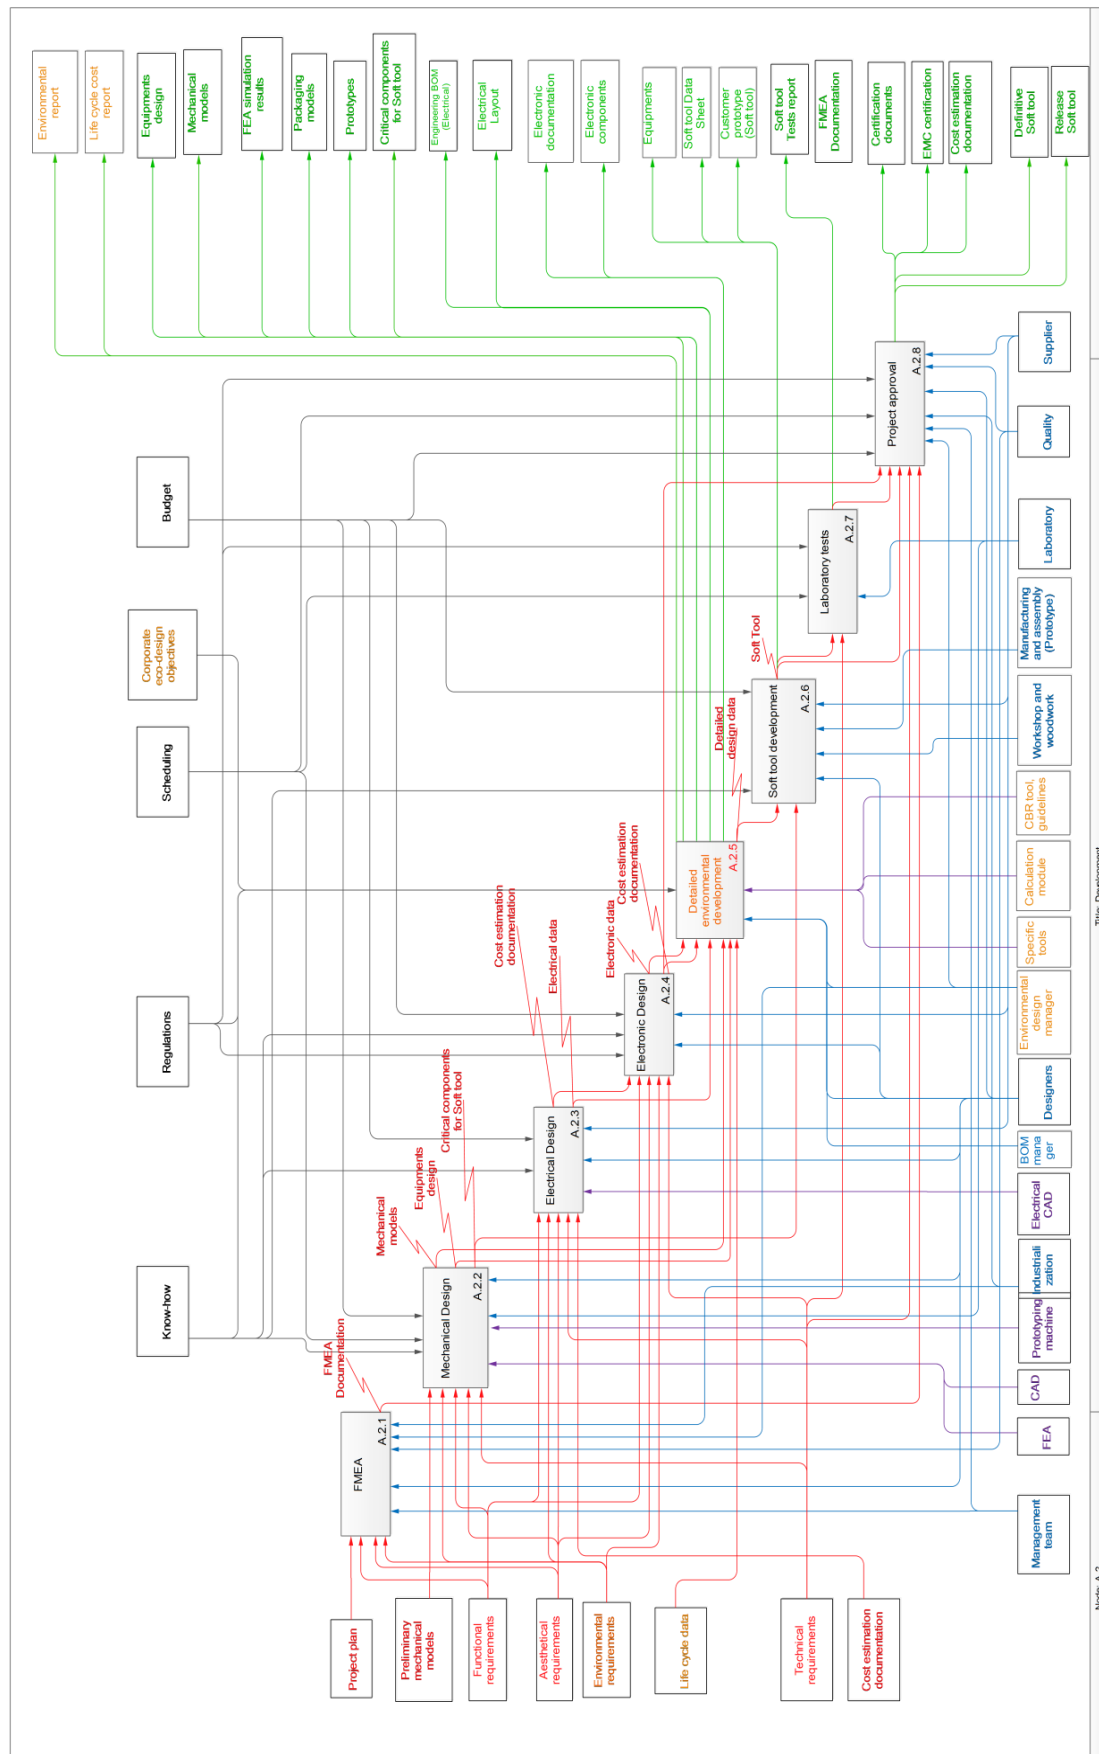 Environmental
report
Life cycle cost
report
Equipments
design
Mechanical
models
FEA simulation
results
Packaging
models
Prototypes
Critical components
for Soft tool
Engineering BOM
(Electrical)
Electrical
Layout
Electronic
documentation
Electronic
components
Equipments
Soft tool Data
Sheet
Customer
prototype
(Soft tool)
Soft tool
Tests report
FMEA
Documentation
Certification
documents
EMC certification
Cost estimation
documentation
Definitive
Soft tool
Release
Soft tool
Know-how
Regulations
Scheduling
Corporate
eco-design
objectives
Budget
FMEA
A.2.1
FMEA
Documentation
Mechanical Design
A.2.2
Mechanical
models
Equipments
design
Critical components
for Soft tool
Electrical Design
A.2.3
Cost estimation
documentation
Electrical data
Electronic Design
A.2.4
Electronic data
Cost estimation
documentation
Detailed
environmental
development
A.2.5
Detailed
design data
Soft tool development
A.2.6
Soft Tool
Laboratory tests
A.2.7
Project approval
A.2.8
Project plan
Preliminary
mechanical
models
Functional
requirements
Aesthetical
requirements
Environmental
requirements
Life cycle data
Technical
requirements
Cost estimation
documentation
Management
team
FEA
CAD
Prototyping
machine
Industriali
zation
Electrical
CAD
BOM
mana
ger
Designers
Environmental
design
manager
Specific
tools
Calculation
module
CBR tool,
guidelines
Workshop and
woodwork
Manufacturing
and assembly
(Prototype)
Laboratory
Quality
Supplier